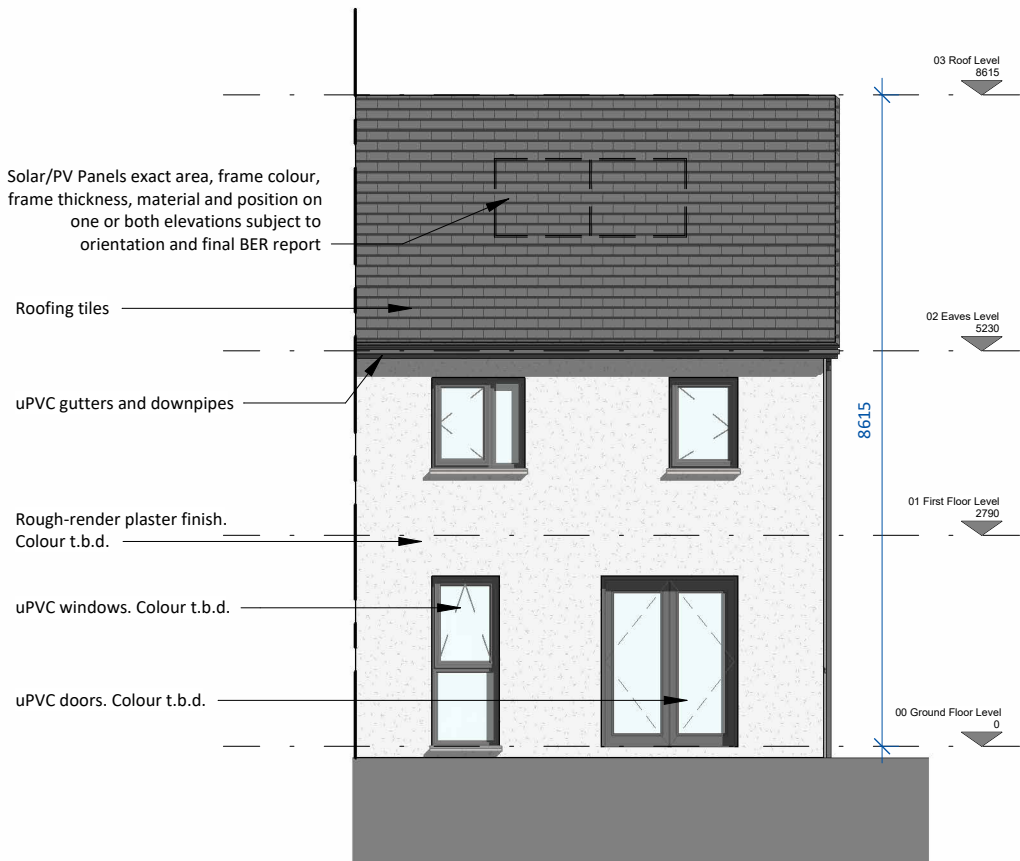 03 Roof Level
8615
Solar/PV Panels exact area, frame colour,
frame thickness, material and position on
one or both elevations subject to
orientation and final BER report
Roofing tiles
02 Eaves Level
5230
uPVC gutters and downpipes
8615
01 First Floor Level
2790
Rough-render plaster finish.
Colour t.b.d.
uPVC windows. Colour t.b.d.
uPVC doors. Colour t.b.d.
00 Ground Floor Level
0